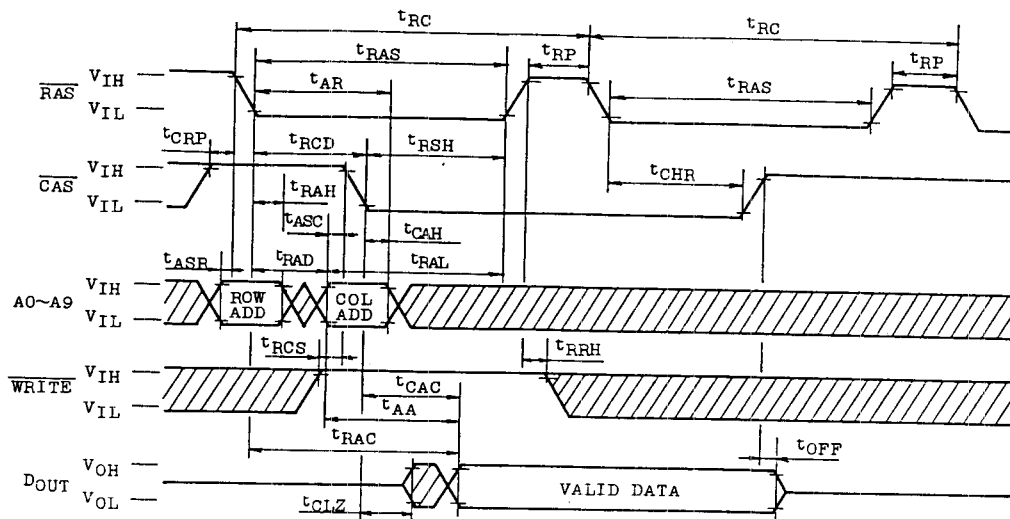 tRC tRC
tRAS tRP tRP
tAR tRAS
RAS VIH
VIL
tCRP tRCD tRSH
CAS VIH
VIL
tRAH tCHR
tASC tCAH
tASR tRAD tRAL
A0~A9 VIH
VIL
ROW ADD
COL ADD
tRCS tRRH
WRITE VIH
VIL
tCAC
tAA
tRAC tOFF
DOUT VOH
VOL
VALID DATA
tCLZ